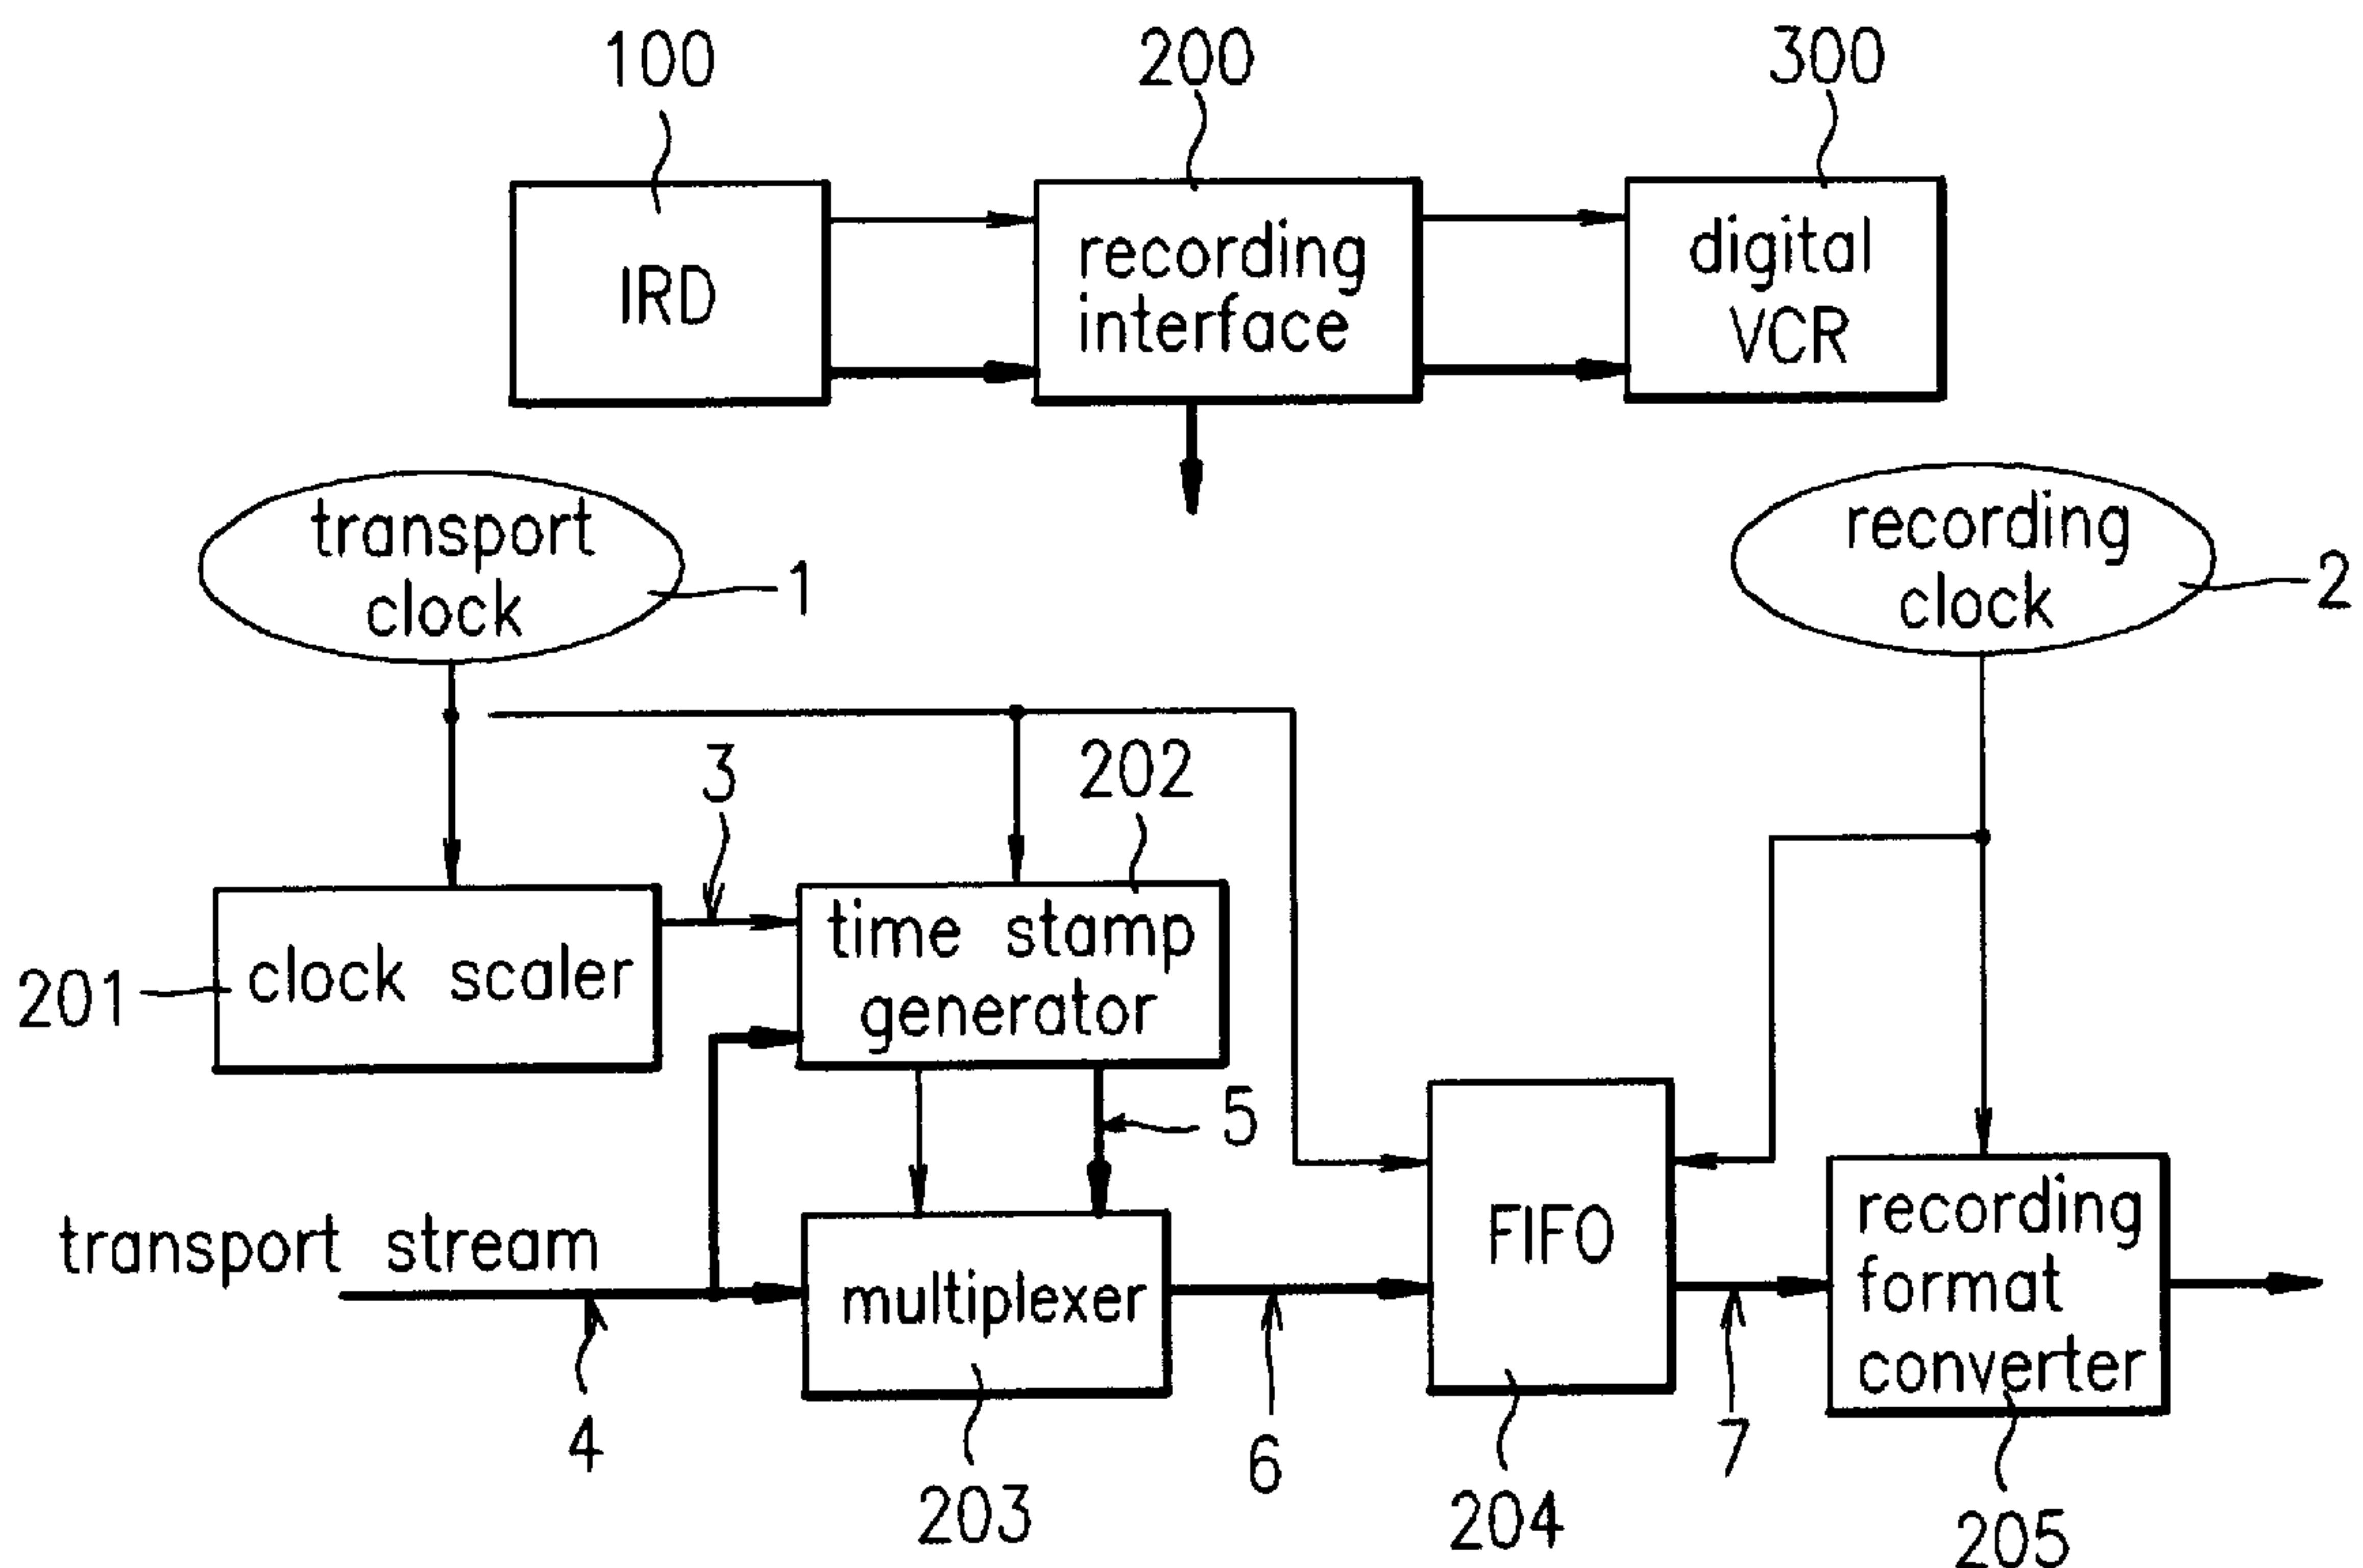 100
200
300
IRD
recording
interface
digital
VCR
transport
clock
1
recording
clock
2
3
202
201
clock scaler
time stamp
generator
5
transport stream
multiplexer
FIFO
recording
format
converter
4
6
7
203
204
205